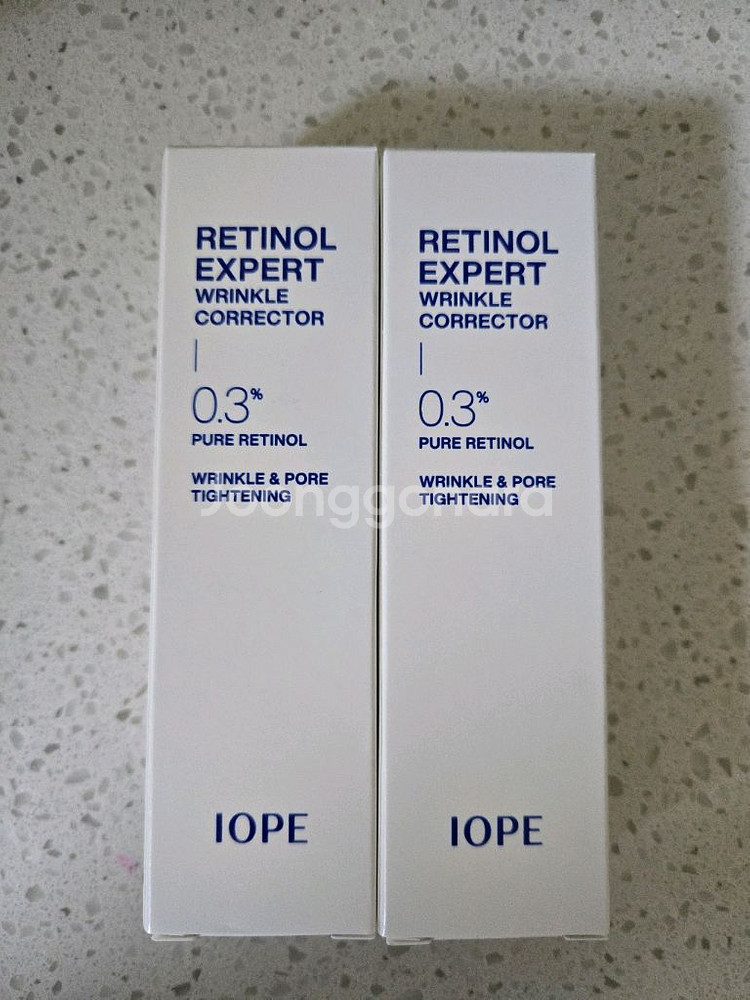 RETINOL
EXPERT
WRINKLE
CORRECTOR
0.3%
PURE RETINOL
WRINKLE & PORE
TIGHTENING
IOPE
RETINOL
EXPERT
WRINKLE
CORRECTOR
0.3%
PURE RETINOL
WRINKLE & PORE
TIGHTENING
IOPE
joonggonara